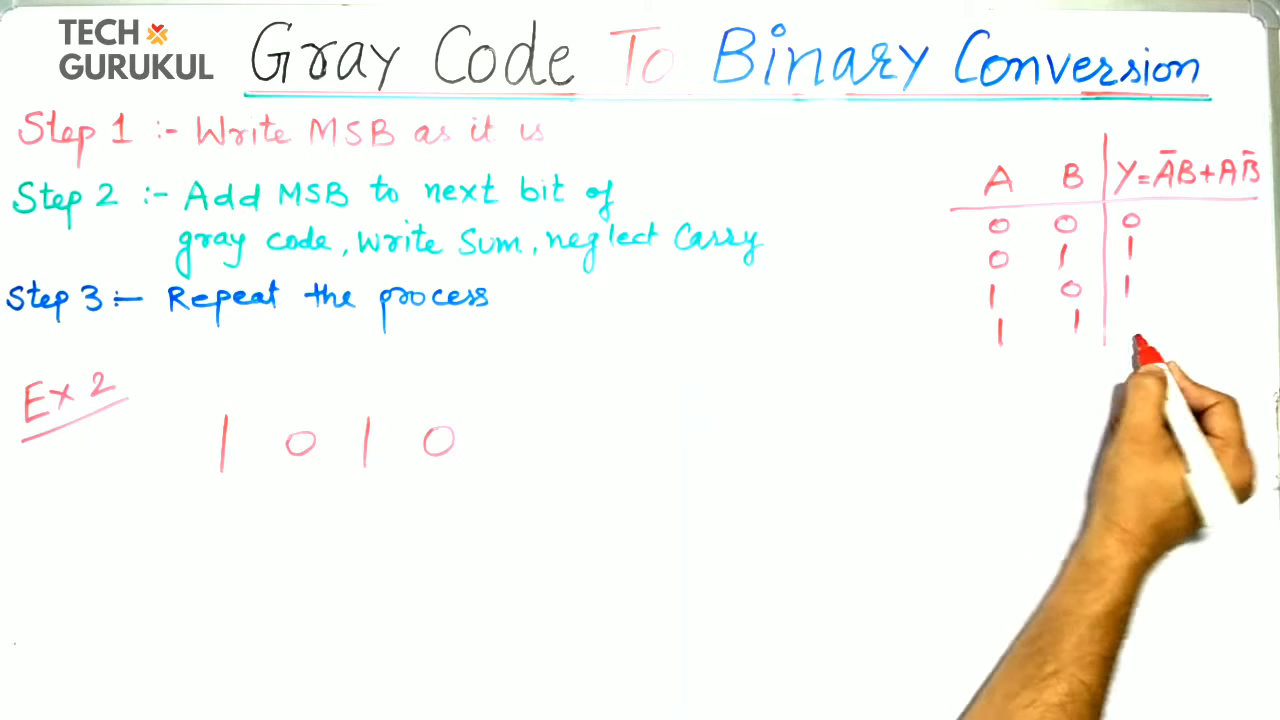 TECH
GURUKUL
Gray Code To Binary Conversion
Step 1 :- Write MSB as it is
Step 2 :- Add MSB to next bit of
gray code, write Sum, neglect Carry
Step 3 :- Repeat the process
A B Y = A̅B + AB̅
0 0 0
0 1 1
1 0 1
1 1
Ex 2
1 0 1 0